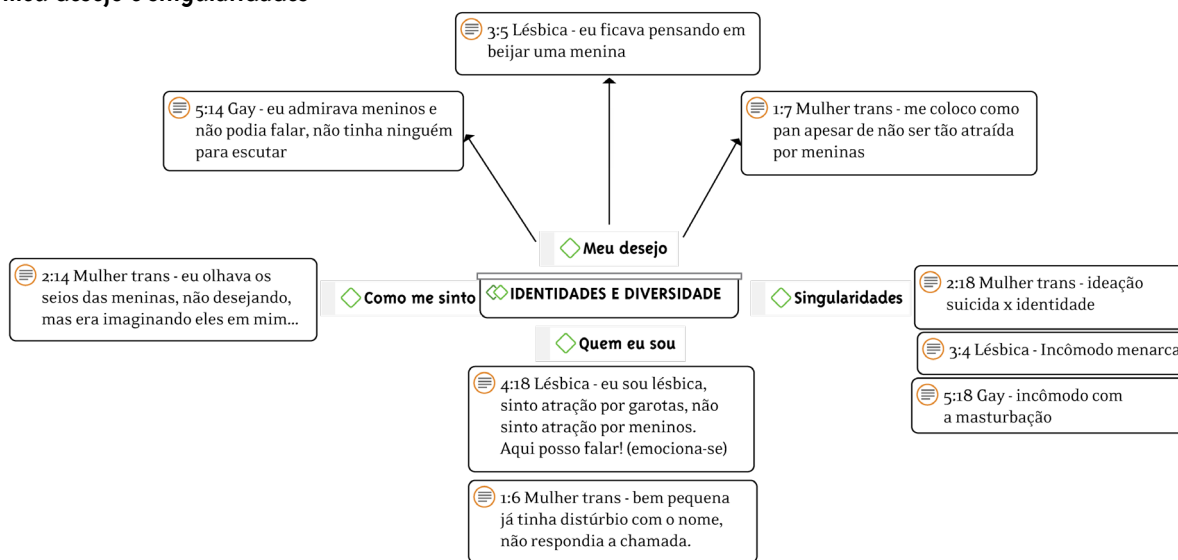 meu desejo e singularidades
3:5 Lésbica - eu ficava pensando em
beijar uma menina
5:14 Gay - eu admirava meninos e
não podia falar, não tinha ninguém
para escutar
1:7 Mulher trans - me coloco como
pan apesar de não ser tão atraída
por meninas
Meu desejo
2:14 Mulher trans - eu olhava os
seios das meninas, não desejando,
mas era imaginando eles em mim...
Como me sinto
IDENTIDADES E DIVERSIDADE
Singularidades
2:18 Mulher trans - ideação
suicida x identidade
3:4 Lésbica - Incômodo menarca
5:18 Gay - incômodo com
a masturbação
Quem eu sou
4:18 Lésbica - eu sou lésbica,
sinto atração por garotas, não
sinto atração por meninos.
Aqui posso falar! (emociona-se)
1:6 Mulher trans - bem pequena
já tinha distúrbio com o nome,
não respondia a chamada.